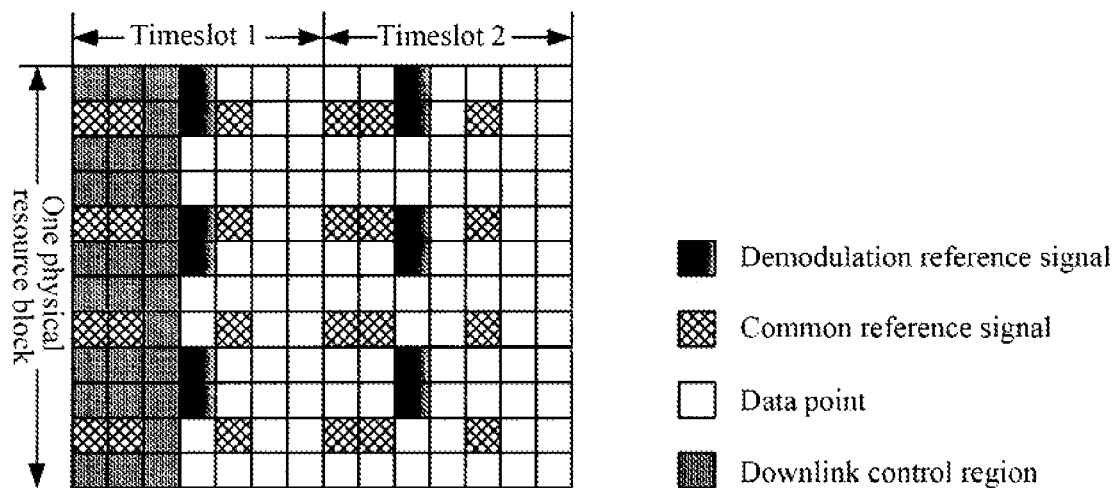 Timeslot 1
Timeslot 2
One physical
resource block
Demodulation reference signal
Common reference signal
Data point
Downlink control region